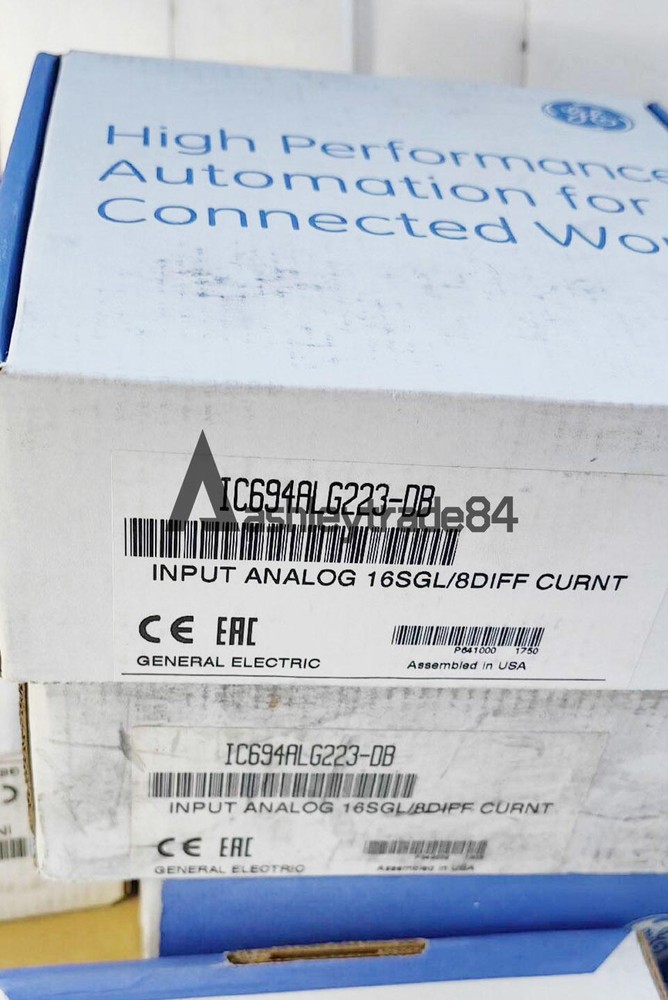 High Performance
Automation for
Connected Wo
IC694ALG223-DB
Ashleytrade84
INPUT ANALOG 16SGL/8DIFF CURNT
CE EAC
P641000 1750
GENERAL ELECTRIC
Assembled in USA
IC694ALG223-DB
INPUT ANALOG 16SGL/8DIFF CURNT
CE EAC
GENERAL ELECTRIC
Assembled in USA